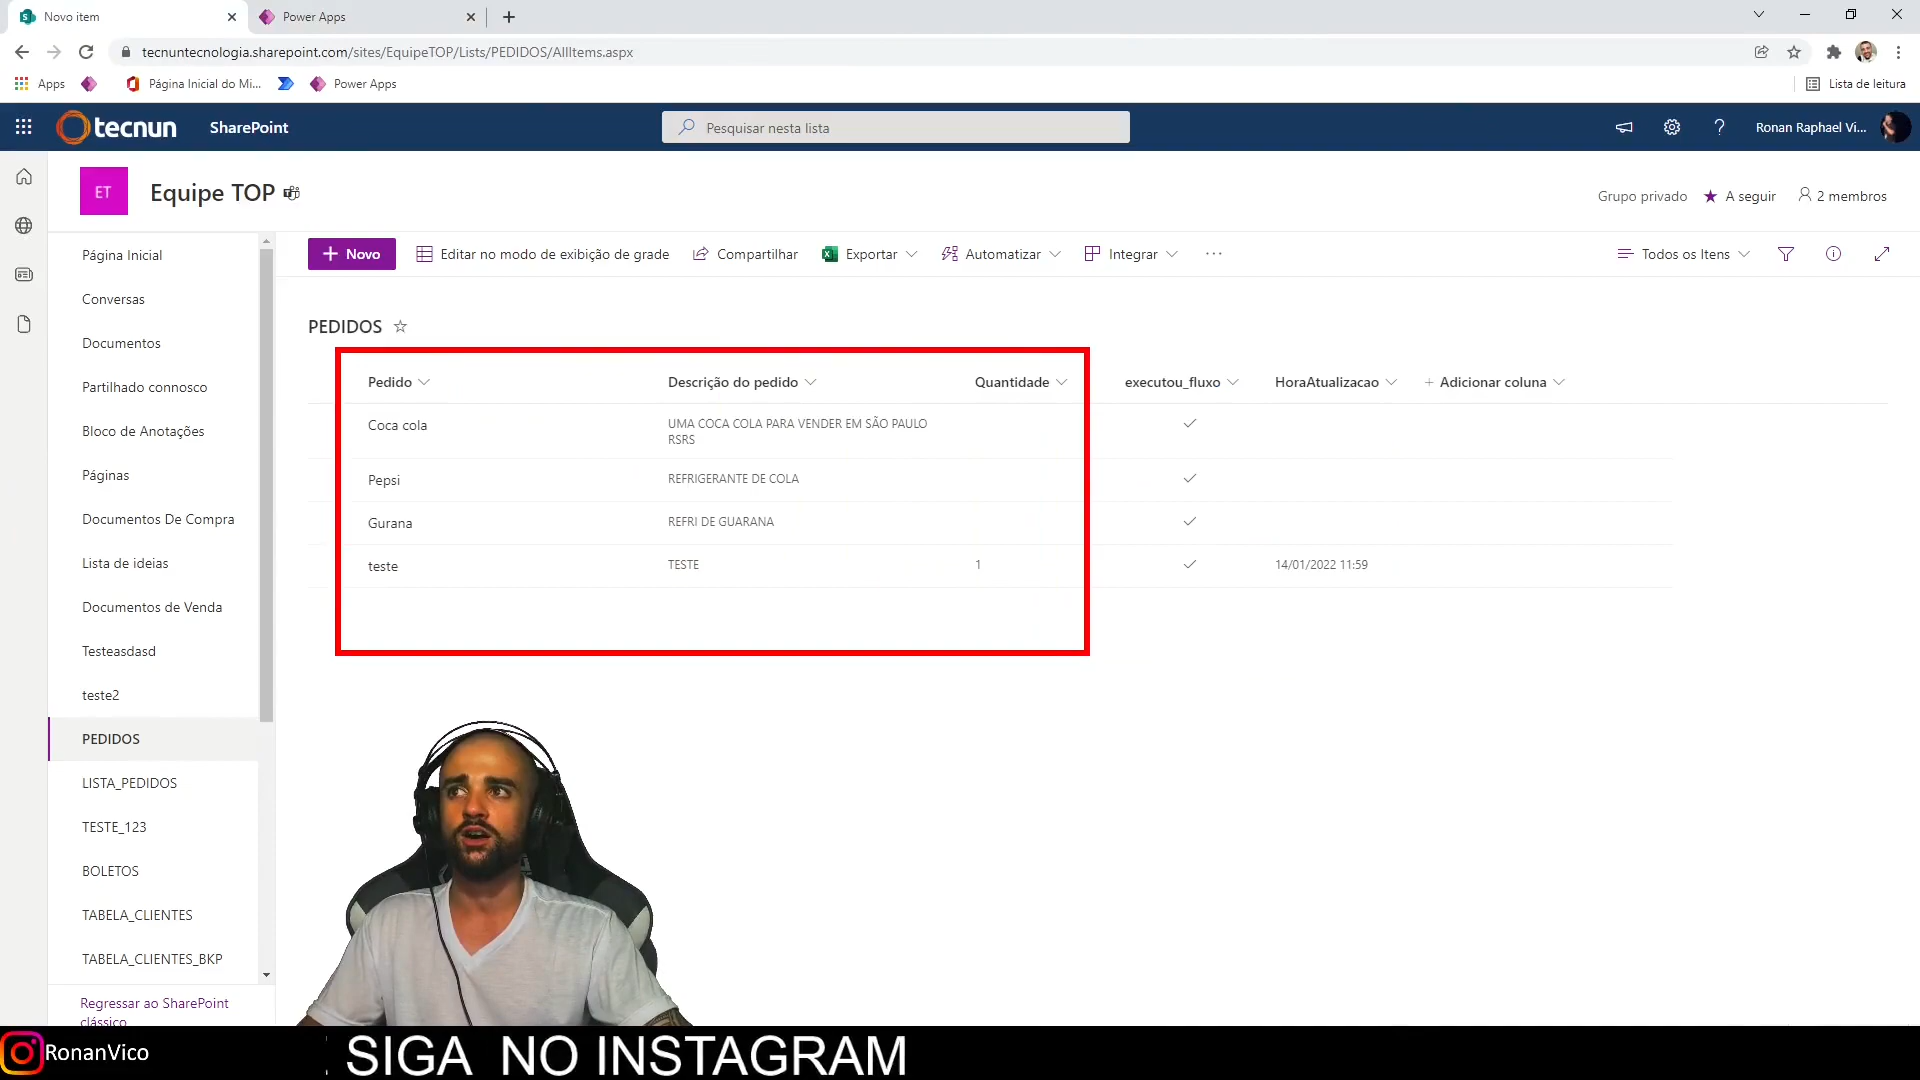 Novo item
Power Apps
tecnuntecnologia.sharepoint.com/sites/EquipeTOP/Lists/PEDIDOS/AllItems.aspx
Apps
Página Inicial do Mi...
Power Apps
Lista de leitura
tecnun
SharePoint
Pesquisar nesta lista
?
Ronan Raphael Vi...
ET
Equipe TOP
Grupo privado
A seguir
2 membros
Novo
Editar no modo de exibição de grade
Compartilhar
Exportar
Automatizar
Integrar
...
Todos os Itens
Página Inicial
Conversas
Documentos
Partilhado connosco
Bloco de Anotações
Páginas
Documentos De Compra
Lista de ideias
Documentos de Venda
Testeasdasd
teste2
PEDIDOS
LISTA_PEDIDOS
TESTE_123
BOLETOS
TABELA_CLIENTES
TABELA_CLIENTES_BKP
Regressar ao SharePoint
clássico
PEDIDOS
Pedido
Descrição do pedido
Quantidade
executou_fluxo
HoraAtualizacao
+ Adicionar coluna
Coca cola
UMA COCA COLA PARA VENDER EM SÃO PAULO
RSRS
Pepsi
REFRIGERANTE DE COLA
Gurana
REFRI DE GUARANA
teste
TESTE
1
14/01/2022 11:59
RonanVico
SIGA NO INSTAGRAM